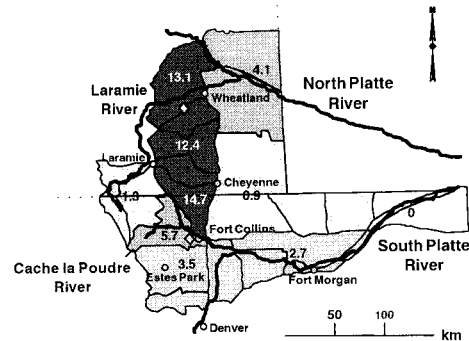 N
13.1
4.1
Laramie
River
Wheatland
North Platte
River
12.4
Laramie
Cheyenne
1.3
14.7
0.9
0
5.7
Fort Collins
2.7
South Platte
River
Cache la Poudre
River
3.5
Estes Park
Fort Morgan
Denver
km
0 50 100